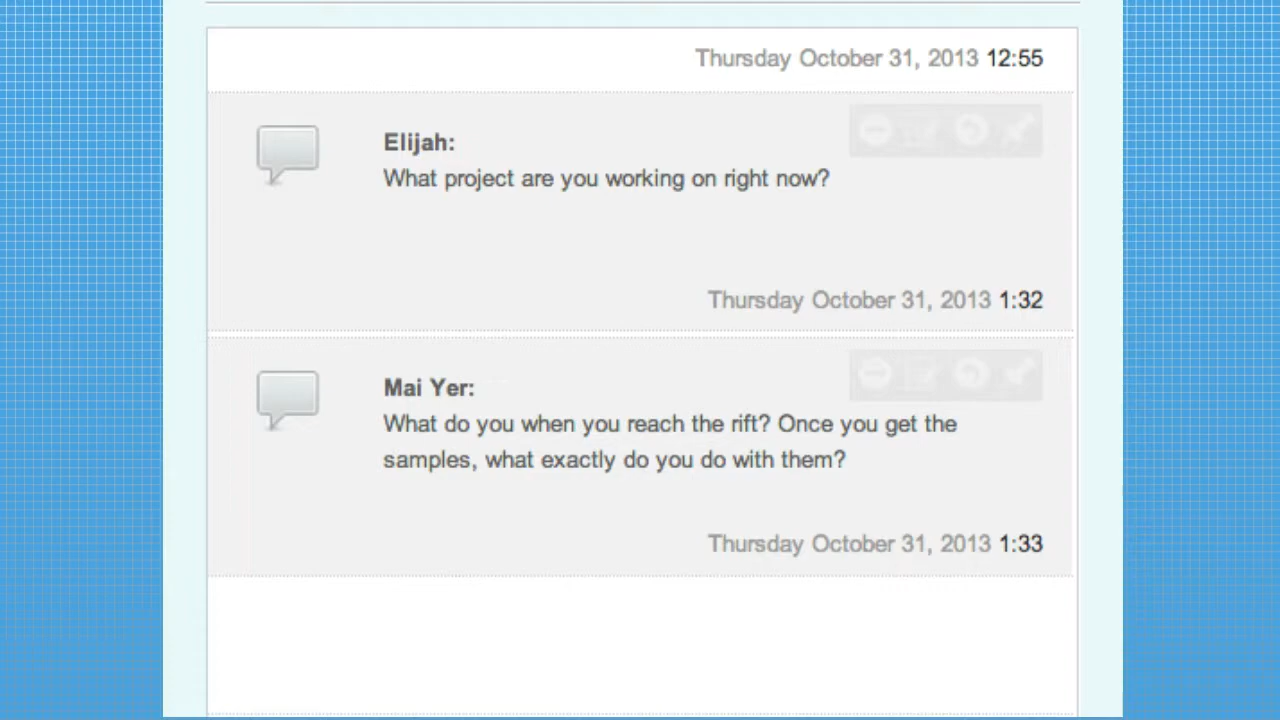 Thursday October 31, 2013 12:55
Elijah:
What project are you working on right now?
Thursday October 31, 2013 1:32
Mai Yer:
What do you when you reach the rift? Once you get the
samples, what exactly do you do with them?
Thursday October 31, 2013 1:33